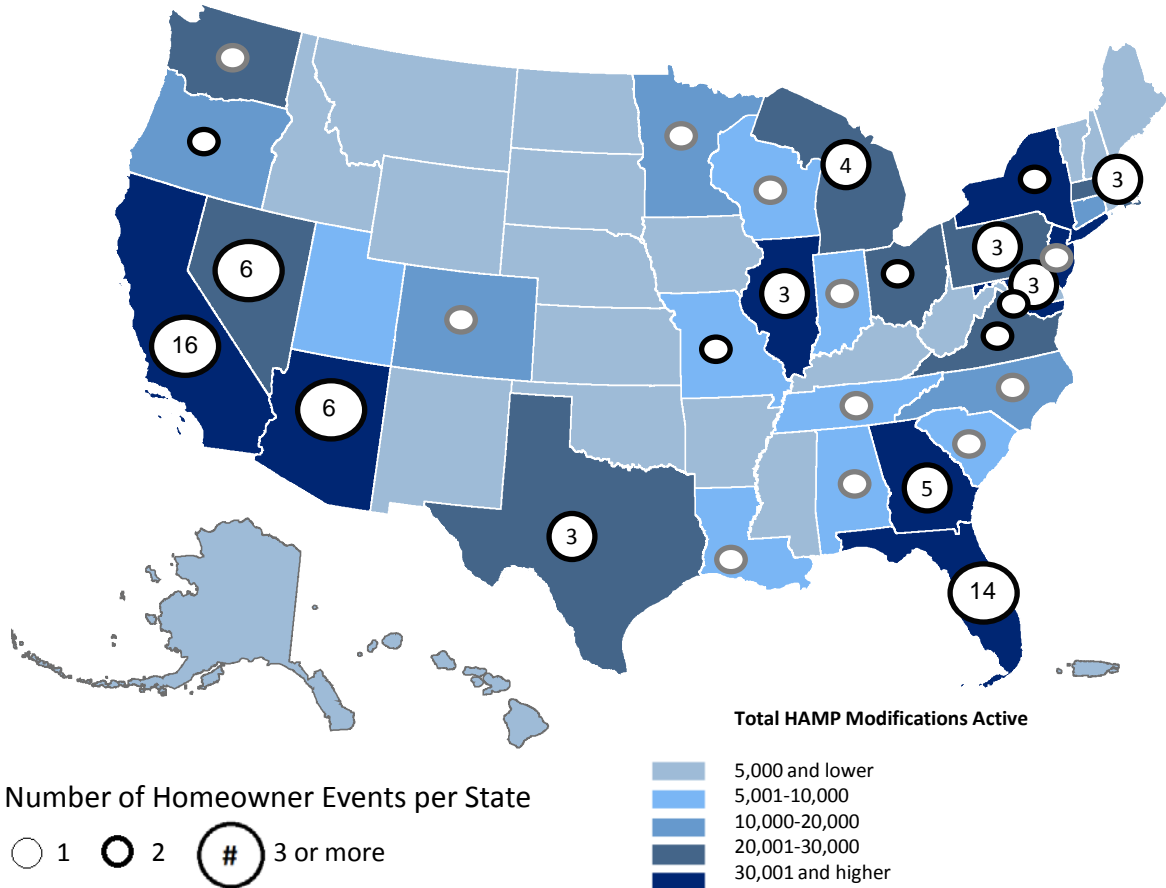 4
3
3
6
3
3
16
6
5
3
14
Total HAMP Modifications Active
5,000 and lower
5,001-10,000
10,000-20,000
20,001-30,000
30,001 and higher
Number of Homeowner Events per State
1 2 # 3 or more